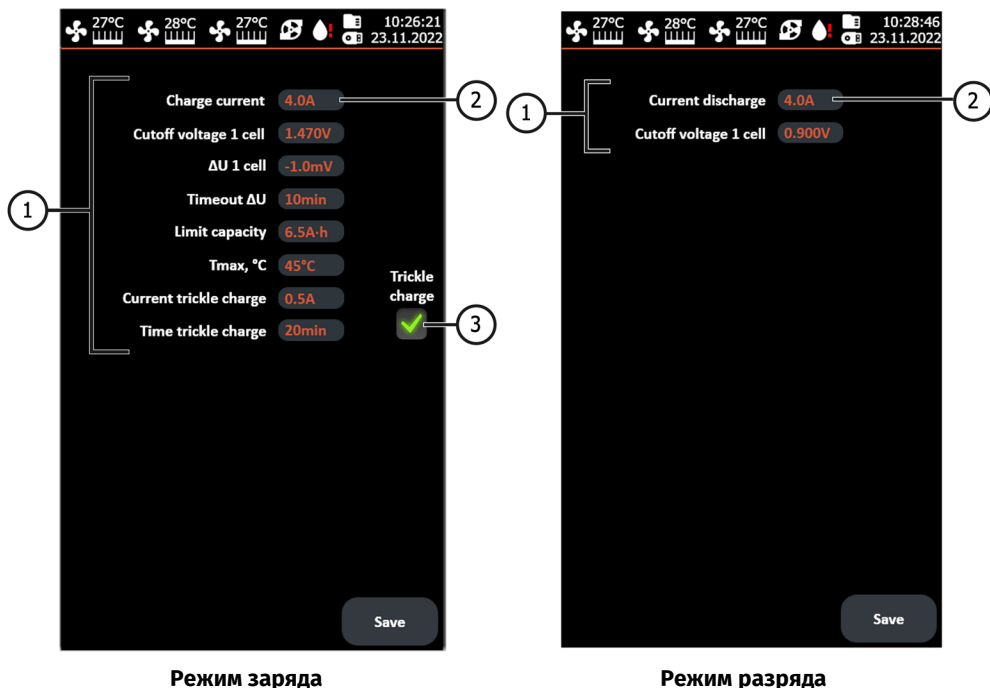 27°C 28°C 27°C 10:26:21
23.11.2022
Charge current 4.0A
Cutoff voltage 1 cell 1.470V
ΔU 1 cell -1.0mV
Timeout ΔU 10min
Limit capacity 6.5A·h
Tmax, °C 45°C
Current trickle charge 0.5A
Time trickle charge 20min
Trickle
charge
Save
1
2
3
Режим заряда
27°C 28°C 27°C 10:28:46
23.11.2022
Current discharge 4.0A
Cutoff voltage 1 cell 0.900V
Save
1
2
Режим разряда